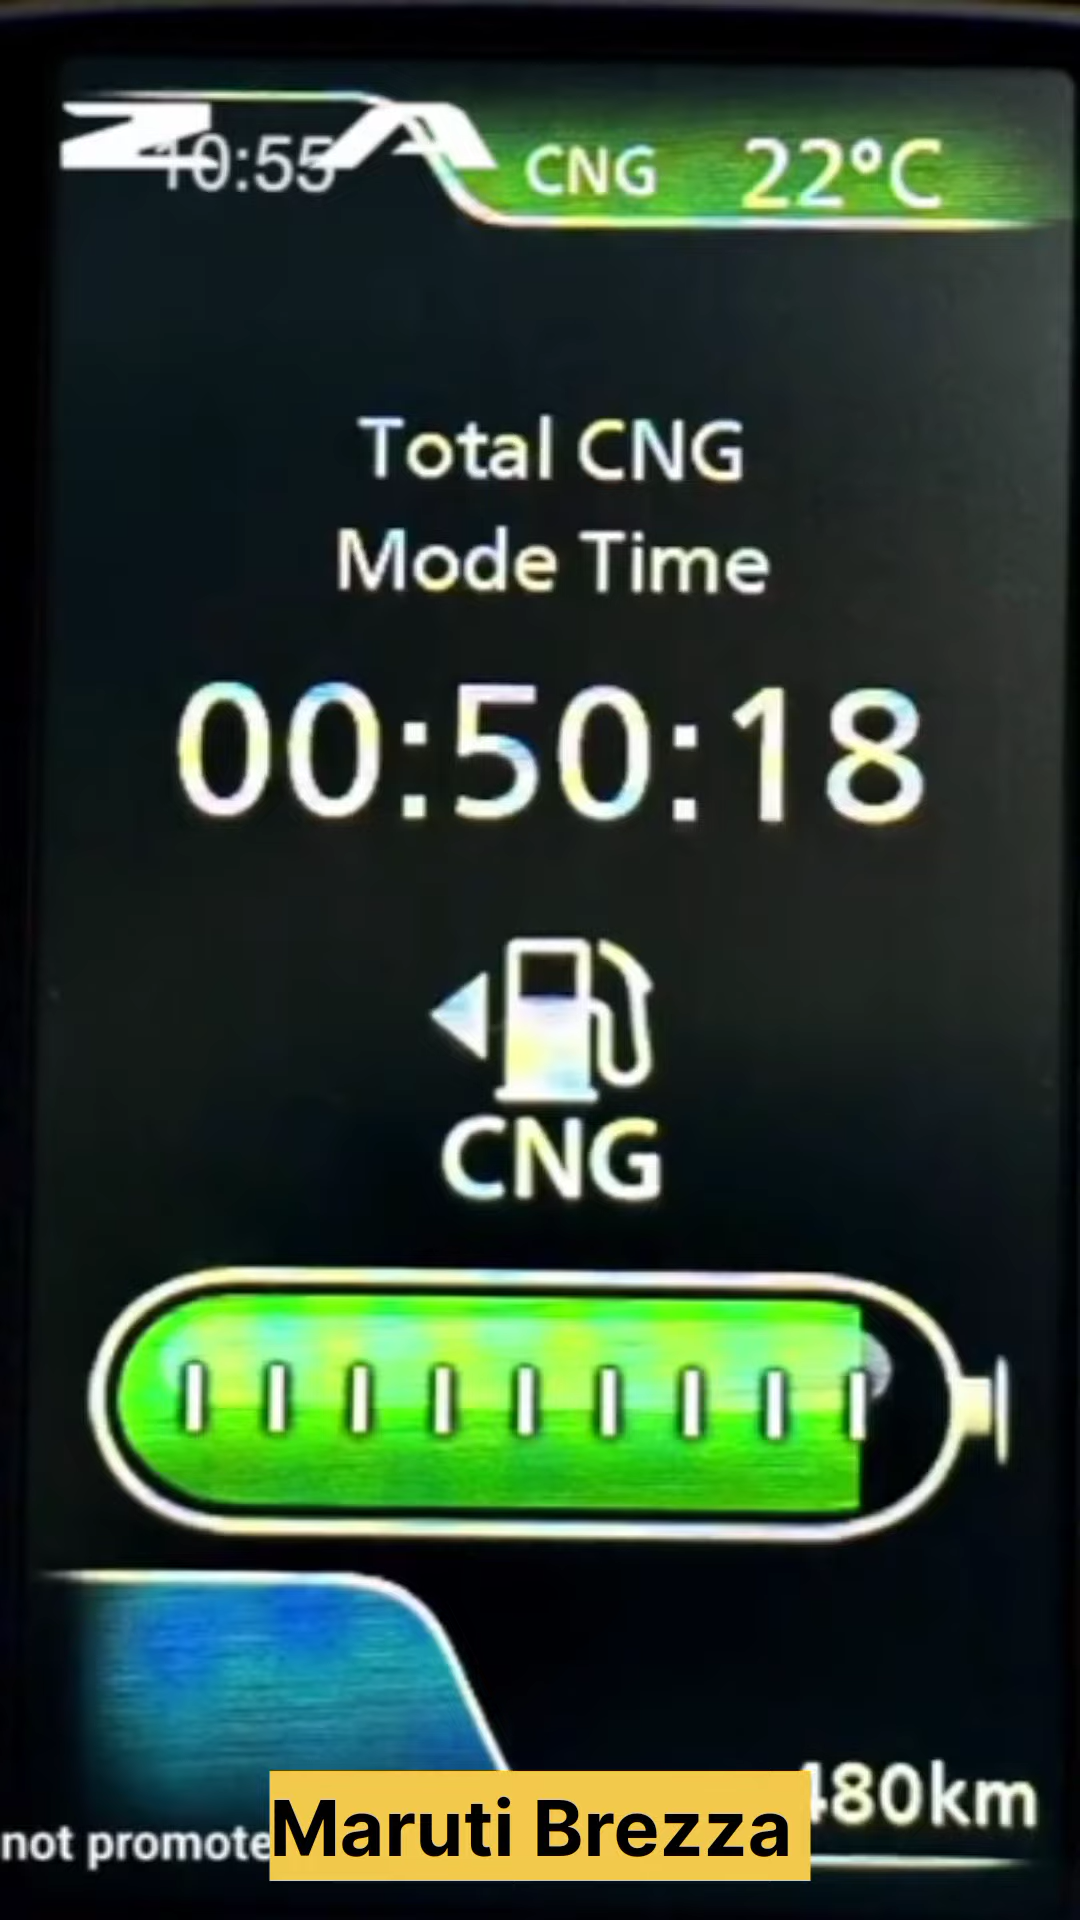 10:55 CNG 22°C
Total CNG
Mode Time
00:50:18
CNG
480km
not promote
Maruti Brezza